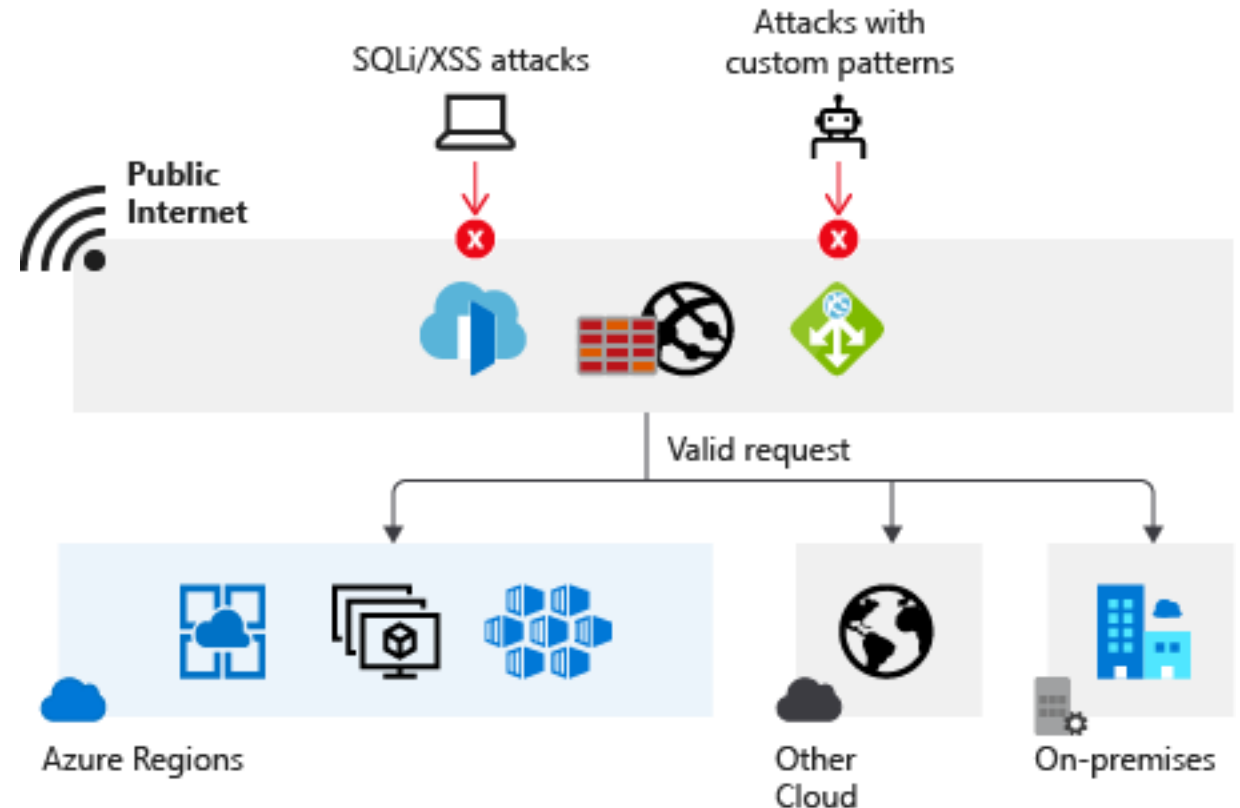 SQLi/XSS attacks
Attacks with
custom patterns
Public
Internet
X
X
Valid request
Azure Regions
Other
Cloud
On-premises